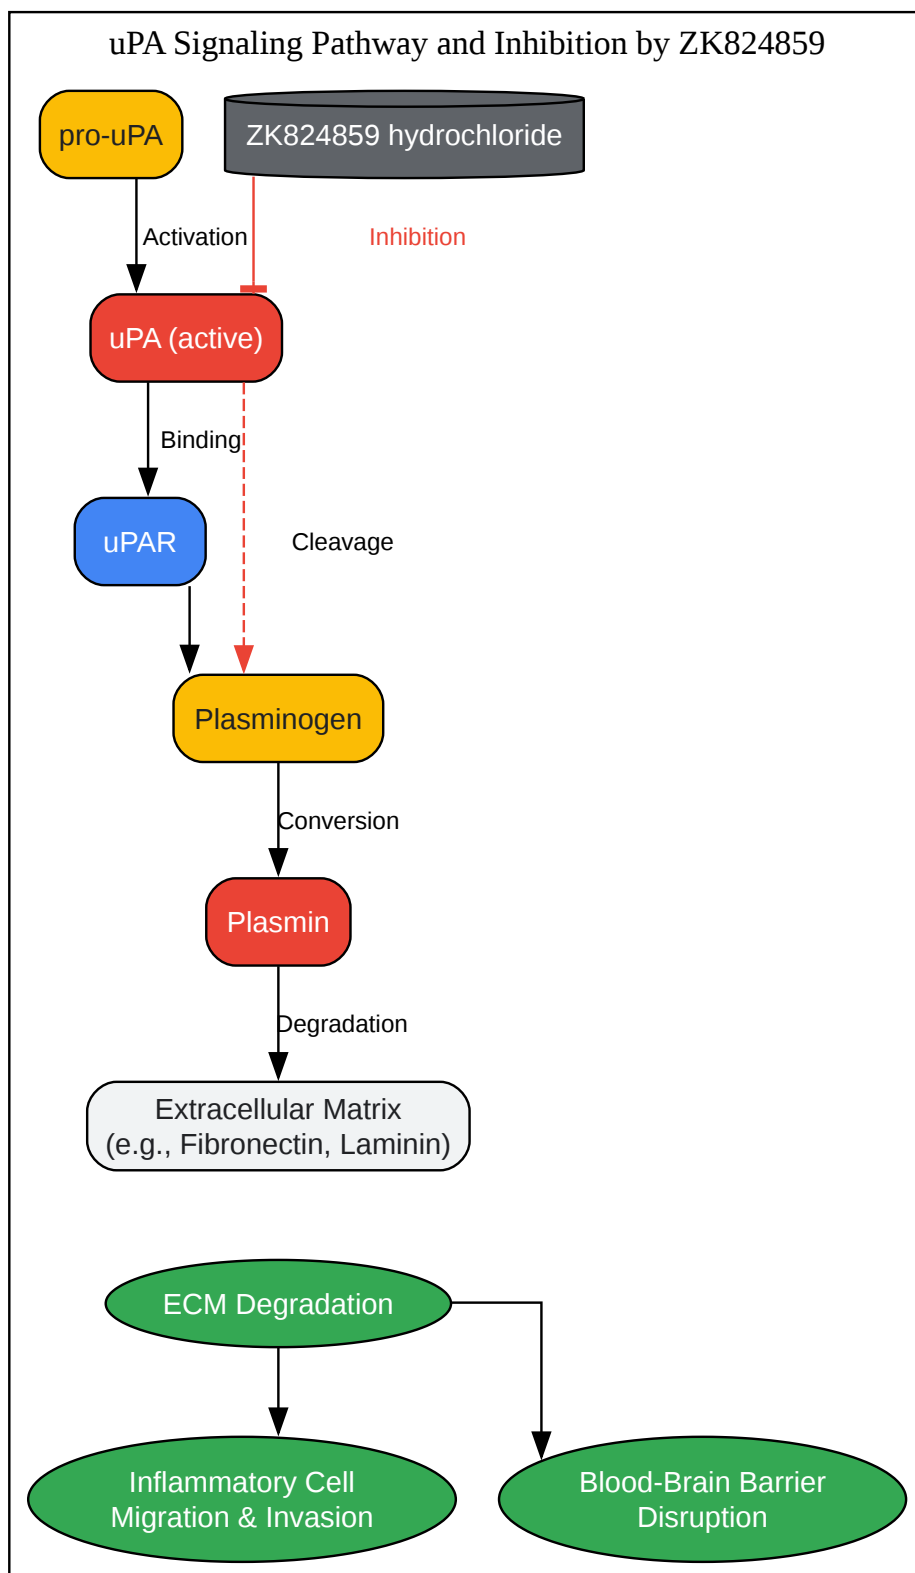 uPA Signaling Pathway and Inhibition by ZK824859
pro-uPA
ZK824859 hydrochloride
Activation
Inhibition
uPA (active)
Binding
uPAR
Cleavage
Plasminogen
Conversion
Plasmin
Degradation
Extracellular Matrix
(e.g., Fibronectin, Laminin)
ECM Degradation
Inflammatory Cell
Migration & Invasion
Blood-Brain Barrier
Disruption